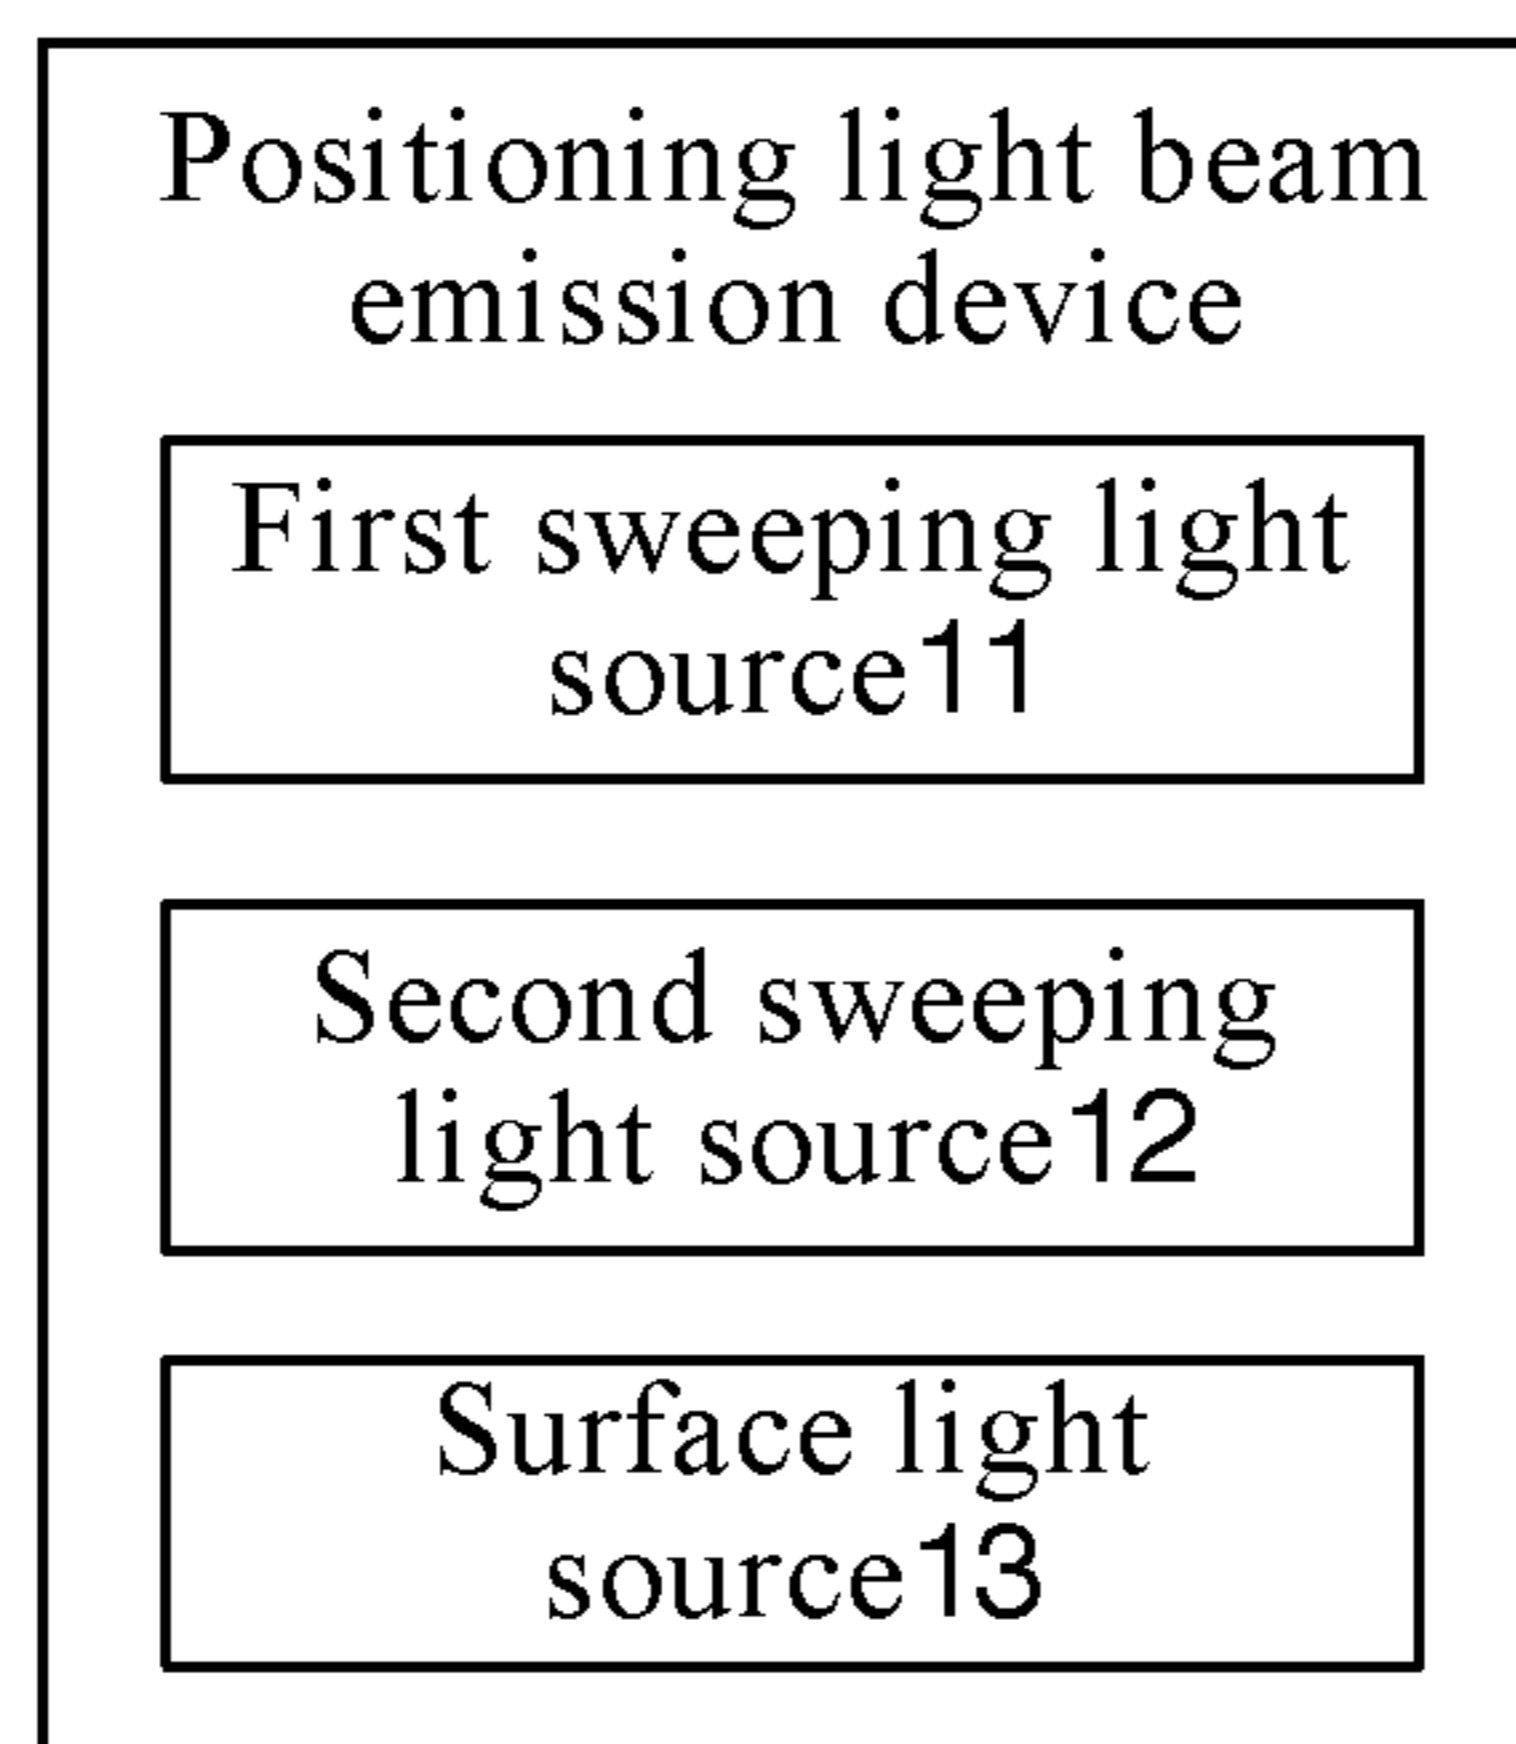 Positioning light beam
emission device
First sweeping light
source11
Second sweeping
light source12
Surface light
source13